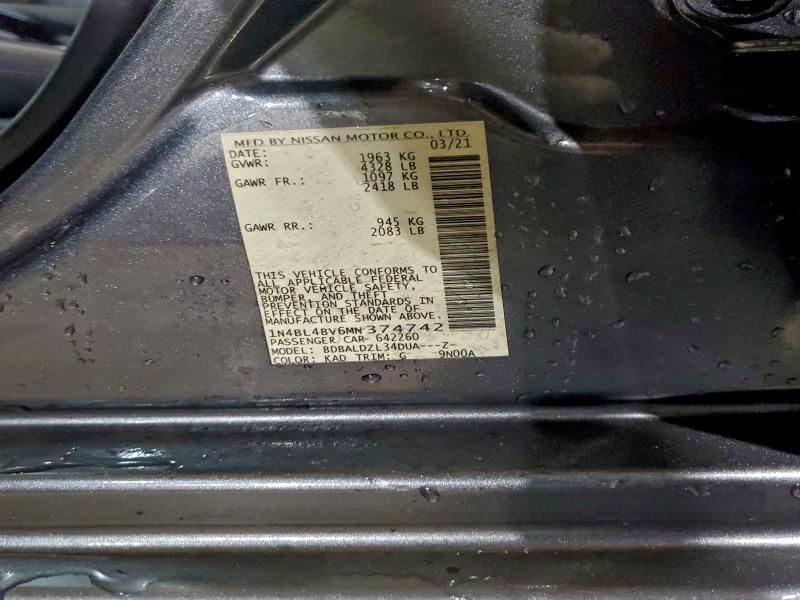 MFD BY NISSAN MOTOR CO., LTD.
DATE: 03/21
GVWR: 1963 KG
4328 LB
GAWR FR.: 1097 KG
2418 LB
GAWR RR.: 945 KG
2083 LB
THIS VEHICLE CONFORMS TO
ALL APPLICABLE FEDERAL
MOTOR VEHICLE SAFETY,
BUMPER, AND THEFT
PREVENTION STANDARDS IN
EFFECT ON THE DATE OF
MANUFACTURE SHOWN ABOVE.
1N4BL4BV6MN374742
PASSENGER CAR 642260
MODEL: BDBALDZL34DUA---Z-
COLOR: KAD TRIM: G 9N00A